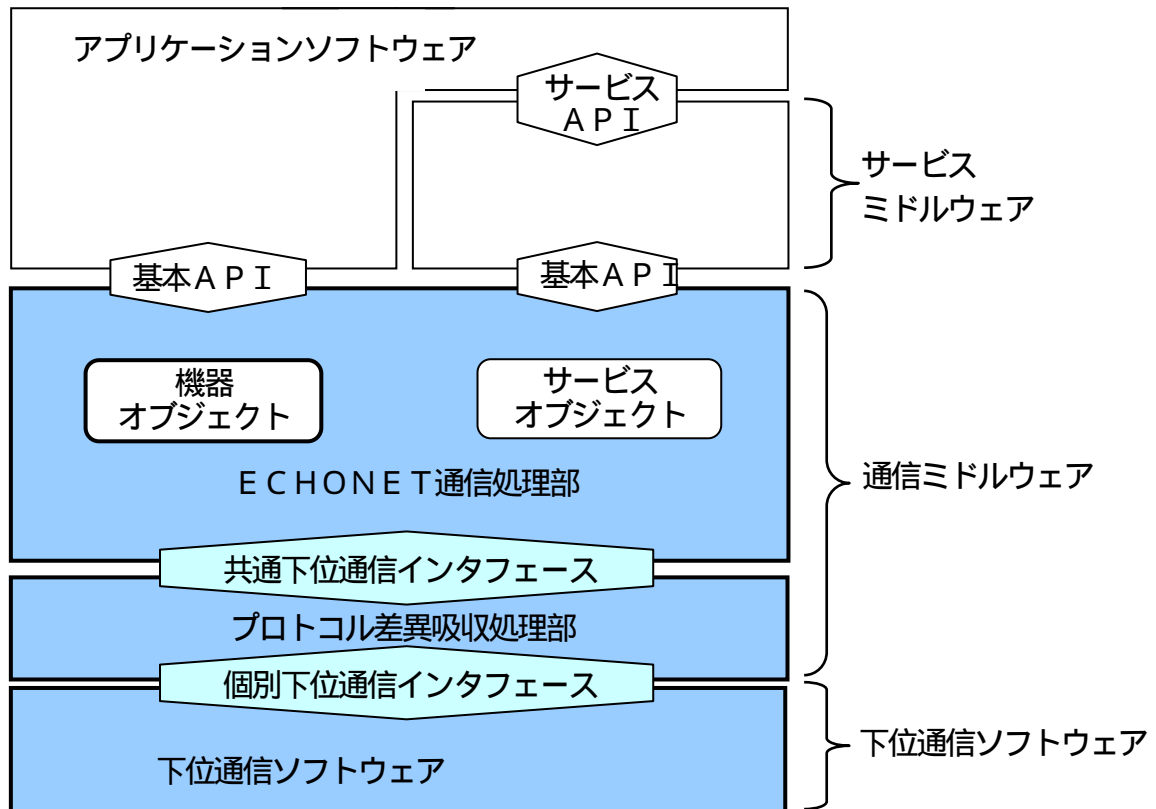 アプリケーションソフトウェア
サービス
ＡＰＩ
サービス
ミドルウェア
基本ＡＰＩ
基本ＡＰＩ
機器
オブジェクト
サービス
オブジェクト
ＥＣＨＯＮＥＴ通信処理部
通信ミドルウェア
共通下位通信インタフェース
プロトコル差異吸収処理部
個別下位通信インタフェース
下位通信ソフトウェア
下位通信ソフトウェア